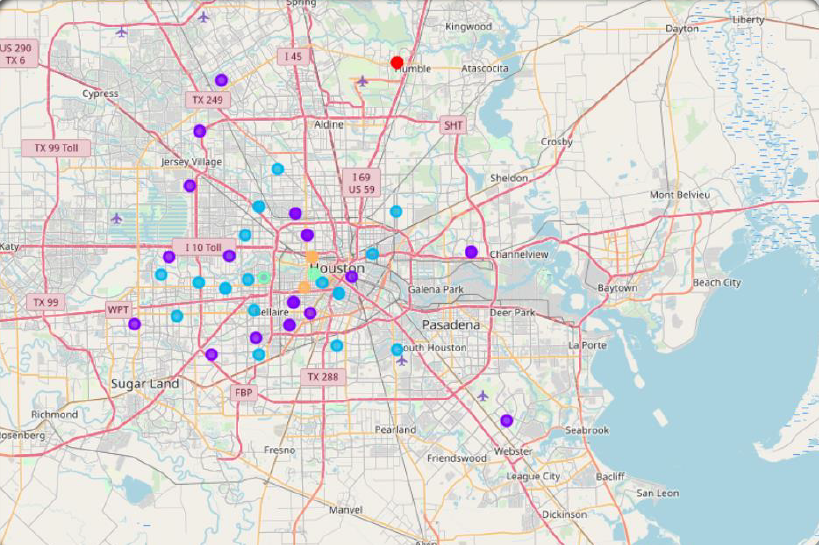 Spring
Kingwood
Liberty
Dayton
US 290
TX 6
I 45
Humble
Atascocita
Cypress
TX 249
Aldine
SHT
Crosby
TX 99 Toll
Jersey Village
I 69
US 59
Sheldon
Mont Belvieu
Katy
I 10 Toll
Channelview
Houston
Galena Park
Baytown
Beach City
TX 99
WPT
Bellaire
Deer Park
Pasadena
South Houston
La Porte
Sugar Land
TX 288
FBP
Richmond
Rosenberg
Pearland
Seabrook
Fresno
Friendswood
Webster
League City
Bacliff
San Leon
Manvel
Dickinson